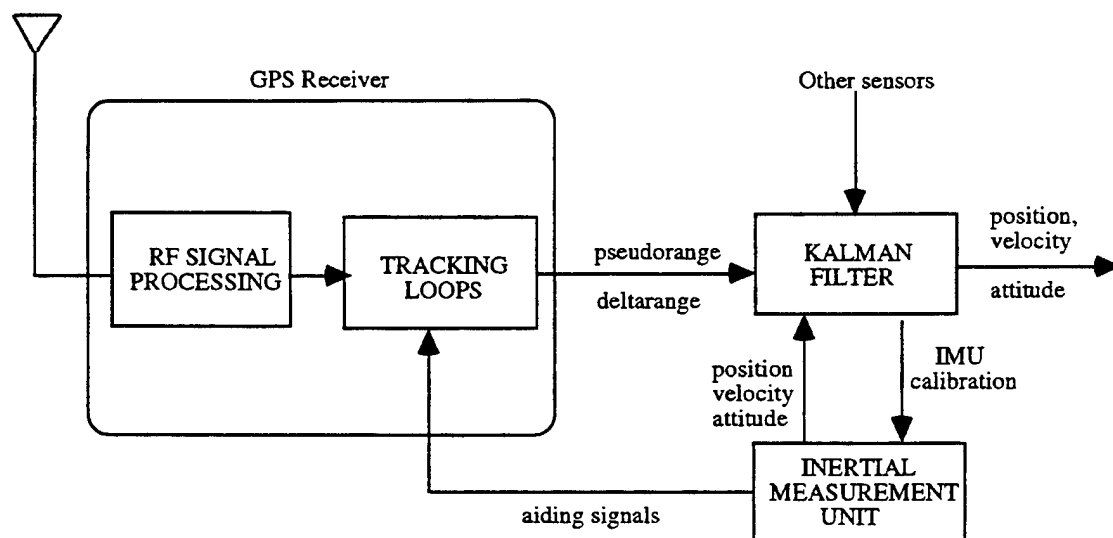 GPS Receiver
Other sensors
RF SIGNAL
PROCESSING
TRACKING
LOOPS
pseudorange
deltarange
KALMAN
FILTER
position,
velocity
attitude
position
velocity
attitude
IMU
calibration
INERTIAL
MEASUREMENT
UNIT
aiding signals